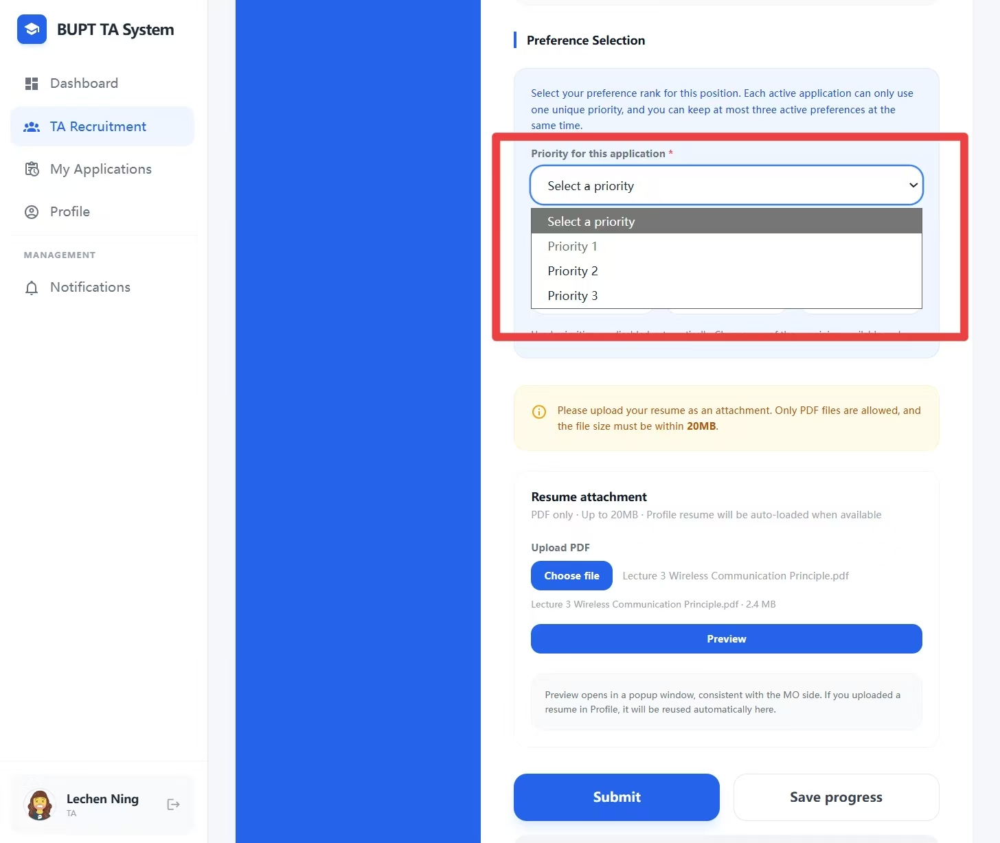 BUPT TA System
Dashboard
TA Recruitment
My Applications
Profile
MANAGEMENT
Notifications
Lechen Ning
TA
Preference Selection
Select your preference rank for this position. Each active application can only use
one unique priority, and you can keep at most three active preferences at the
same time.
Priority for this application *
Select a priority
Select a priority
Priority 1
Priority 2
Priority 3
Please upload your resume as an attachment. Only PDF files are allowed, and
the file size must be within 20MB.
Resume attachment
PDF only · Up to 20MB · Profile resume will be auto-loaded when available
Upload PDF
Choose file Lecture 3 Wireless Communication Principle.pdf
Lecture 3 Wireless Communication Principle.pdf · 2.4 MB
Preview
Preview opens in a popup window, consistent with the MO side. If you uploaded a
resume in Profile, it will be reused automatically here.
Submit
Save progress